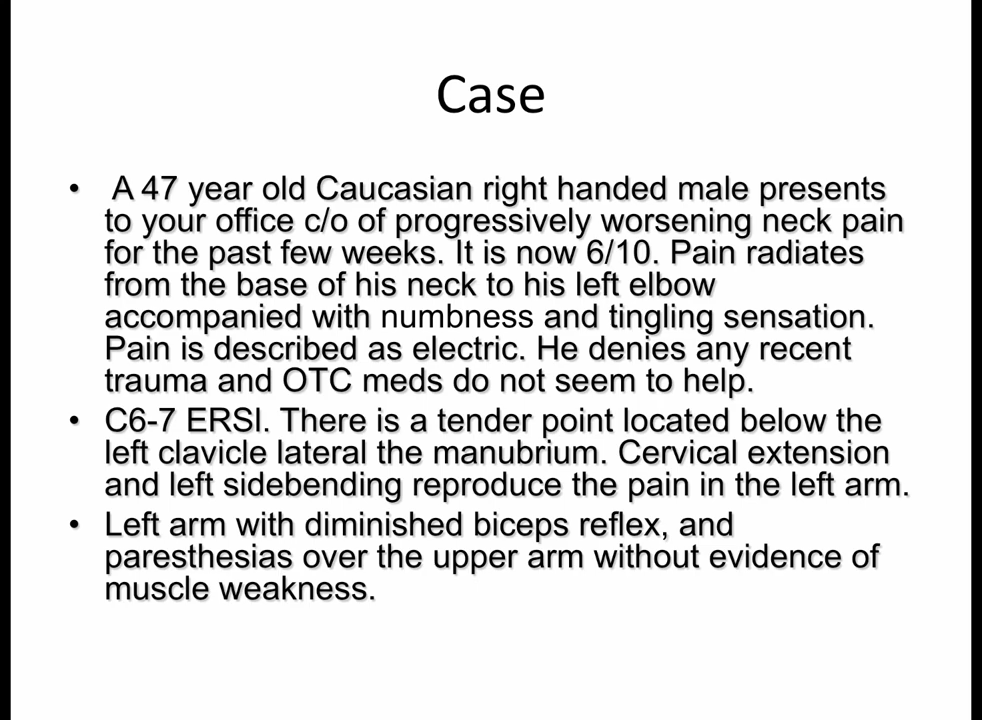 Case
• A 47 year old Caucasian right handed male presents
to your office c/o of progressively worsening neck pain
for the past few weeks. It is now 6/10. Pain radiates
from the base of his neck to his left elbow
accompanied with numbness and tingling sensation.
Pain is described as electric. He denies any recent
trauma and OTC meds do not seem to help.
• C6-7 ERSl. There is a tender point located below the
left clavicle lateral the manubrium. Cervical extension
and left sidebending reproduce the pain in the left arm.
• Left arm with diminished biceps reflex, and
paresthesias over the upper arm without evidence of
muscle weakness.